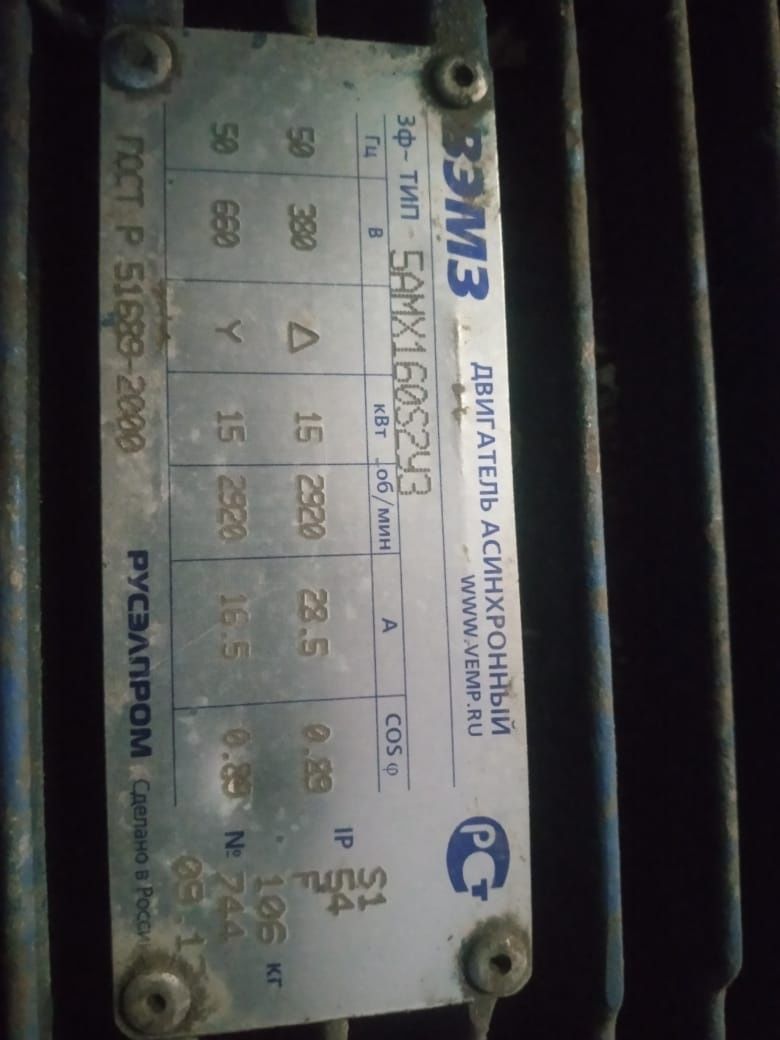 ВЭМЗ ДВИГАТЕЛЬ АСИНХРОННЫЙ
WWW.VEMP.RU
РСТ
3ф~ ТИП 5АМХ160S2У3
Гц В кВт об/мин А COS φ
50 380 △ 15 2920 28.5 0.89
50 660 Y 15 2920 16.5 0.89
S1
IP 54
F
106 кг
№ 744
ГОСТ Р 51689-2000 РУСЭЛПРОМ Сделано в России